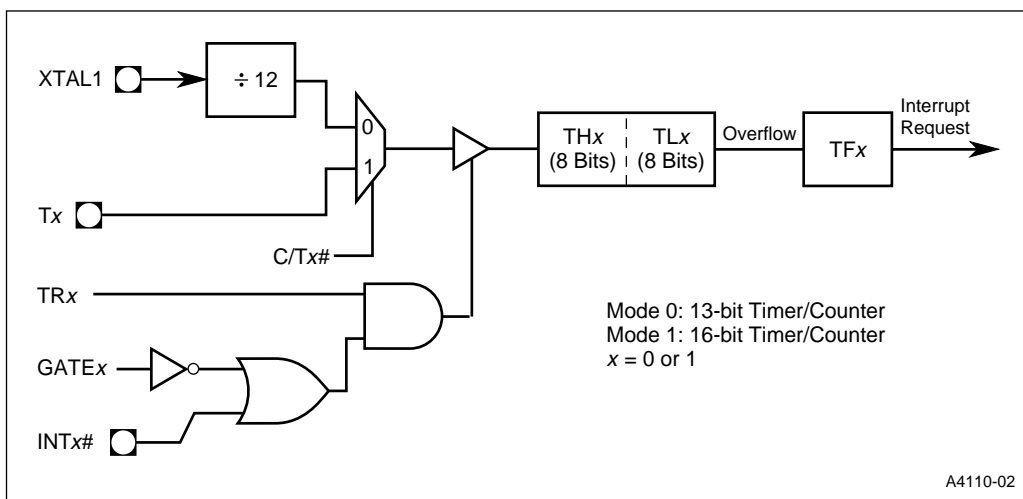 XTAL1
÷ 12
0
1
Tx
C/Tx#
THx
(8 Bits)
TLx
(8 Bits)
Overflow
TFx
Interrupt
Request
TRx
GATEx
INTx#
Mode 0: 13-bit Timer/Counter
Mode 1: 16-bit Timer/Counter
x = 0 or 1
A4110-02